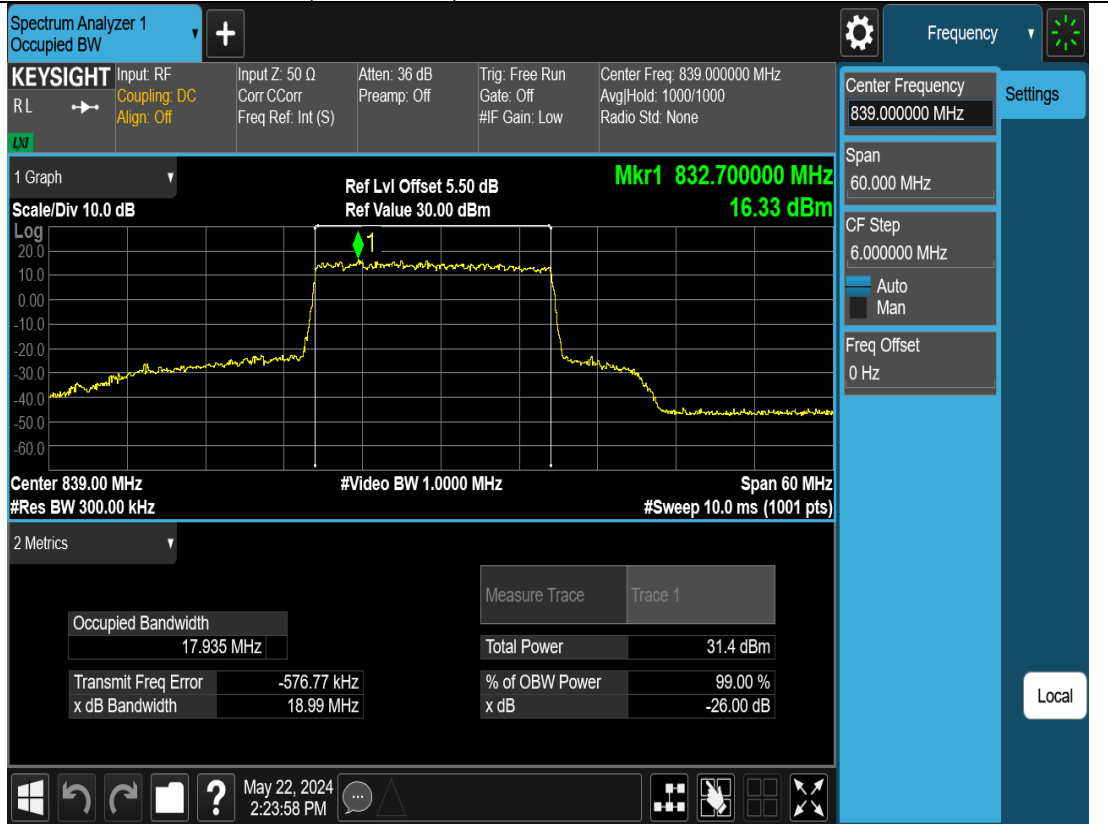 Spectrum Analyzer 1
Occupied BW
Frequency
KEYSIGHT
R L
LXI
Input: RF
Coupling: DC
Align: Off
Input Z: 50 Ω
Corr CCorr
Freq Ref: Int (S)
Atten: 36 dB
Preamp: Off
Trig: Free Run
Gate: Off
#IF Gain: Low
Center Freq: 839.000000 MHz
Avg|Hold: 1000/1000
Radio Std: None
1 Graph
Scale/Div 10.0 dB
Ref Lvl Offset 5.50 dB
Ref Value 30.00 dBm
Mkr1 832.700000 MHz
16.33 dBm
Log
20.0
10.0
0.00
-10.0
-20.0
-30.0
-40.0
-50.0
-60.0
1
Center 839.00 MHz
#Video BW 1.0000 MHz
Span 60 MHz
#Res BW 300.00 kHz
#Sweep 10.0 ms (1001 pts)
2 Metrics
Measure Trace
Trace 1
Occupied Bandwidth
17.935 MHz
Total Power
31.4 dBm
Transmit Freq Error
-576.77 kHz
% of OBW Power
99.00 %
x dB Bandwidth
18.99 MHz
x dB
-26.00 dB
Center Frequency
839.000000 MHz
Settings
Span
60.000 MHz
CF Step
6.000000 MHz
Auto
Man
Freq Offset
0 Hz
Local
?
May 22, 2024
2:23:58 PM